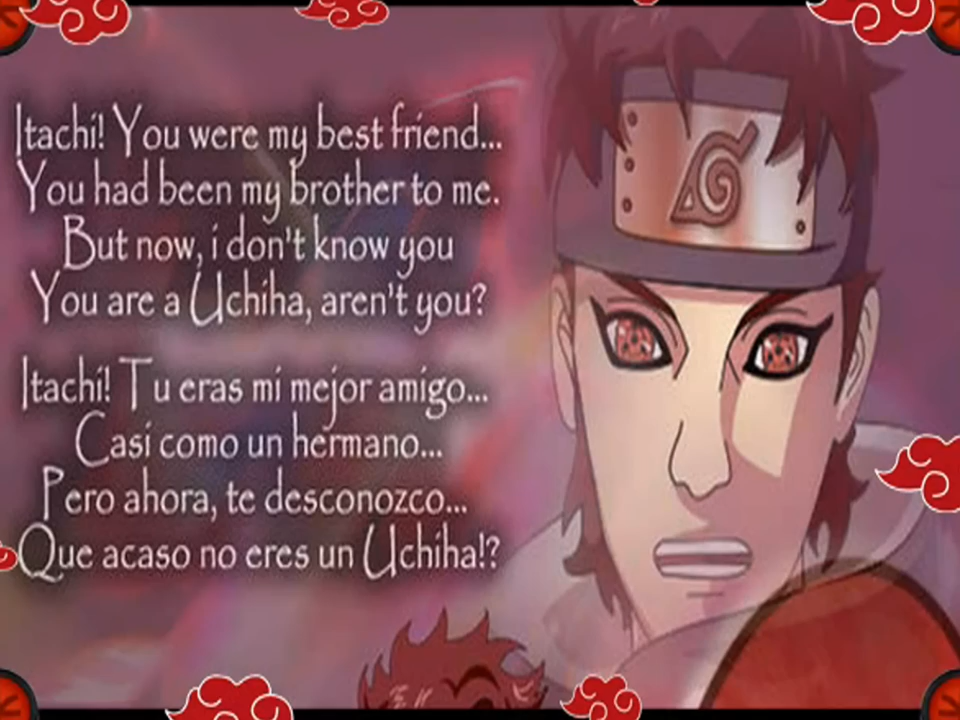 Itachi! You were my best friend...
You had been my brother to me.
But now, i don't know you
You are a Uchiha, aren't you?
Itachi! Tu eras mi mejor amigo...
Casi como un hermano...
Pero ahora, te desconozco...
Que acaso no eres un Uchiha!?